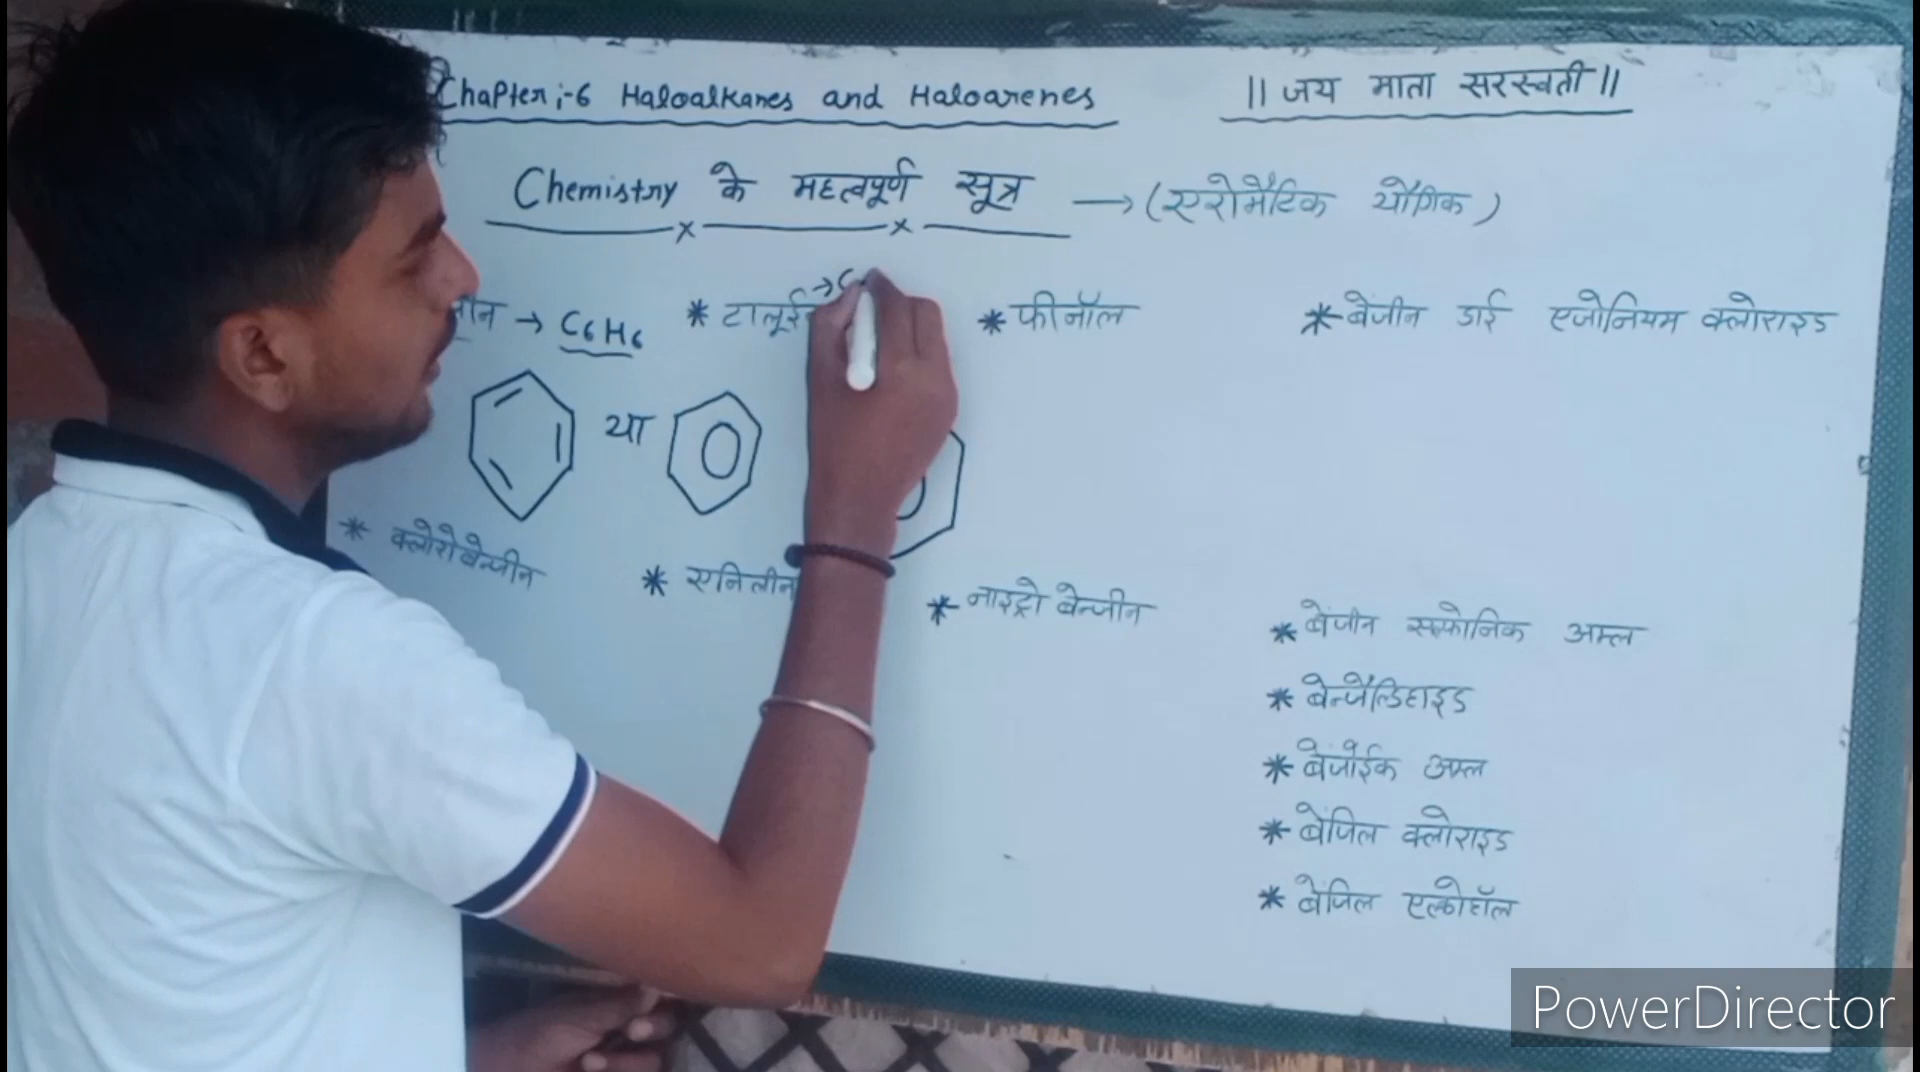 Chapter:-6 Haloalkanes and Haloarenes
|| जय माता सरस्वती ||
Chemistry के महत्वपूर्ण सूत्र → (एरोमैटिक यौगिक)
→ C6H6
* फीनॉल
* बेंजीन डाई एजोनियम क्लोराइड
या
* क्लोरो बेन्जीन
* एनिलीन
* नाइट्रो बेन्जीन
* बेंजीन सल्फोनिक अम्ल
* बेन्जैल्डिहाइड
* बेंजोईक अम्ल
* बेंजिल क्लोराइड
* बेंजिल एल्कोहॉल
PowerDirector